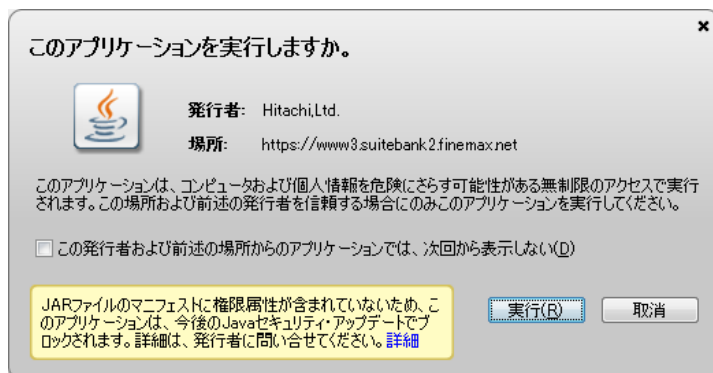 このアプリケーションを実行しますか。
発行者: Hitachi,Ltd.
場所: https://www3.suitebank2.finemax.net
このアプリケーションは、コンピュータおよび個人情報を危険にさらす可能性がある無制限のアクセスで実行
されます。この場所および前述の発行者を信頼する場合にのみこのアプリケーションを実行してください。
この発行者および前述の場所からのアプリケーションでは、次回から表示しない(D)
JARファイルのマニフェストに権限属性が含まれていないため、こ
のアプリケーションは、今後のJavaセキュリティ・アップデートでブ
ロックされます。詳細は、発行者に問い合せてください。詳細
実行(R) 取消